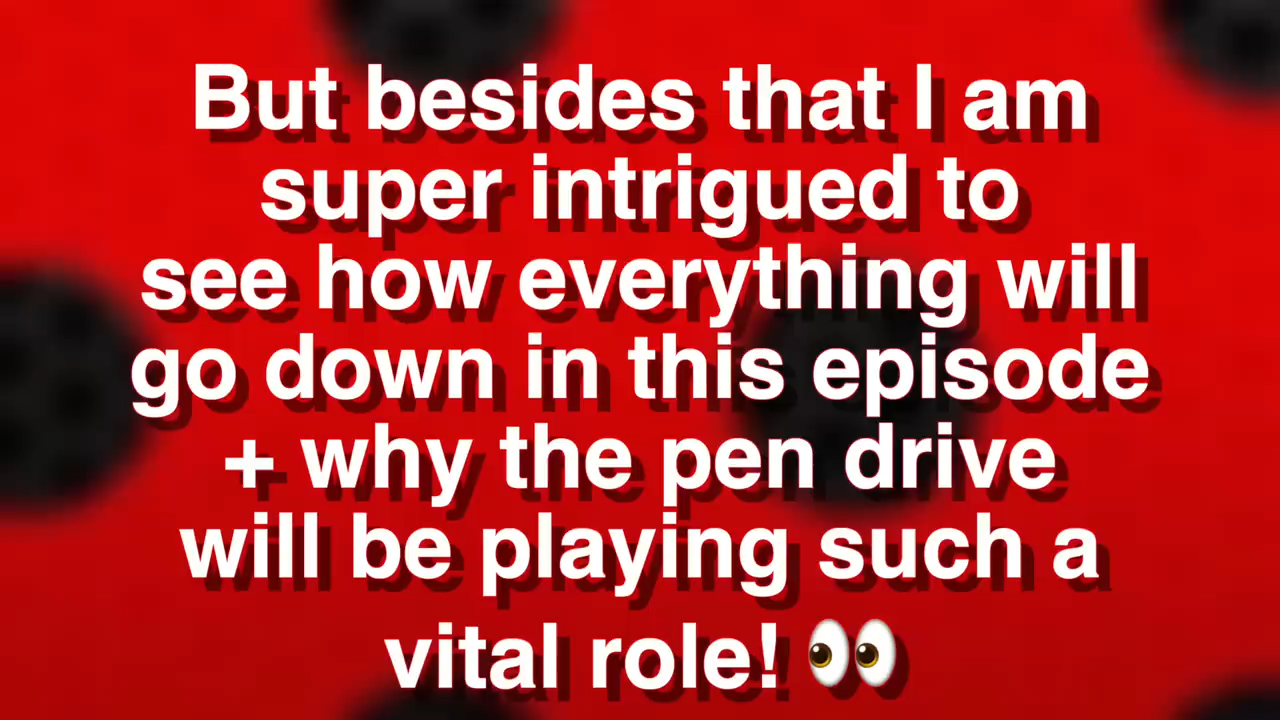 But besides that I am
super intrigued to
see how everything will
go down in this episode
+ why the pen drive
will be playing such a
vital role! 👀